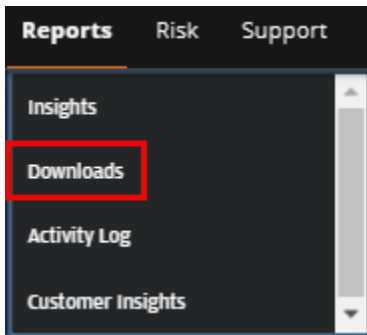 Reports Risk Support
Insights
Downloads
Activity Log
Customer Insights